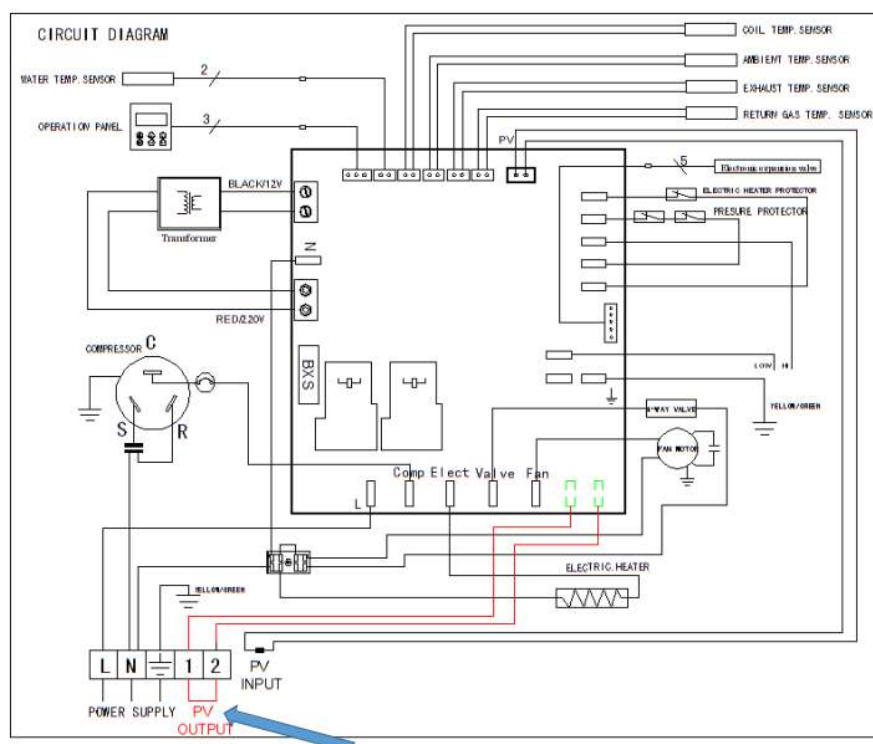 CIRCUIT DIAGRAM
COIL TEMP. SENSOR
AMBIENT TEMP. SENSOR
WATER TEMP. SENSOR
2
EXHAUST TEMP. SENSOR
RETURN GAS TEMP. SENSOR
OPERATION PANEL
3
PV
5
Electronic expansion valve
BLACK/12V
ELECTRIC HEATER PROTECTOR
PRESURE PROTECTOR
Transformer
N
RED/220V
COMPRESSOR
C
BXS
LOW
HI
S
R
4-WAY VALVE
YELLOW/GREEN
FAN MOTOR
Comp Elect Valve Fan
L
ELECTRIC.HEATER
YELLOW/GREEN
L N 1 2
PV
INPUT
POWER SUPPLY
PV
OUTPUT